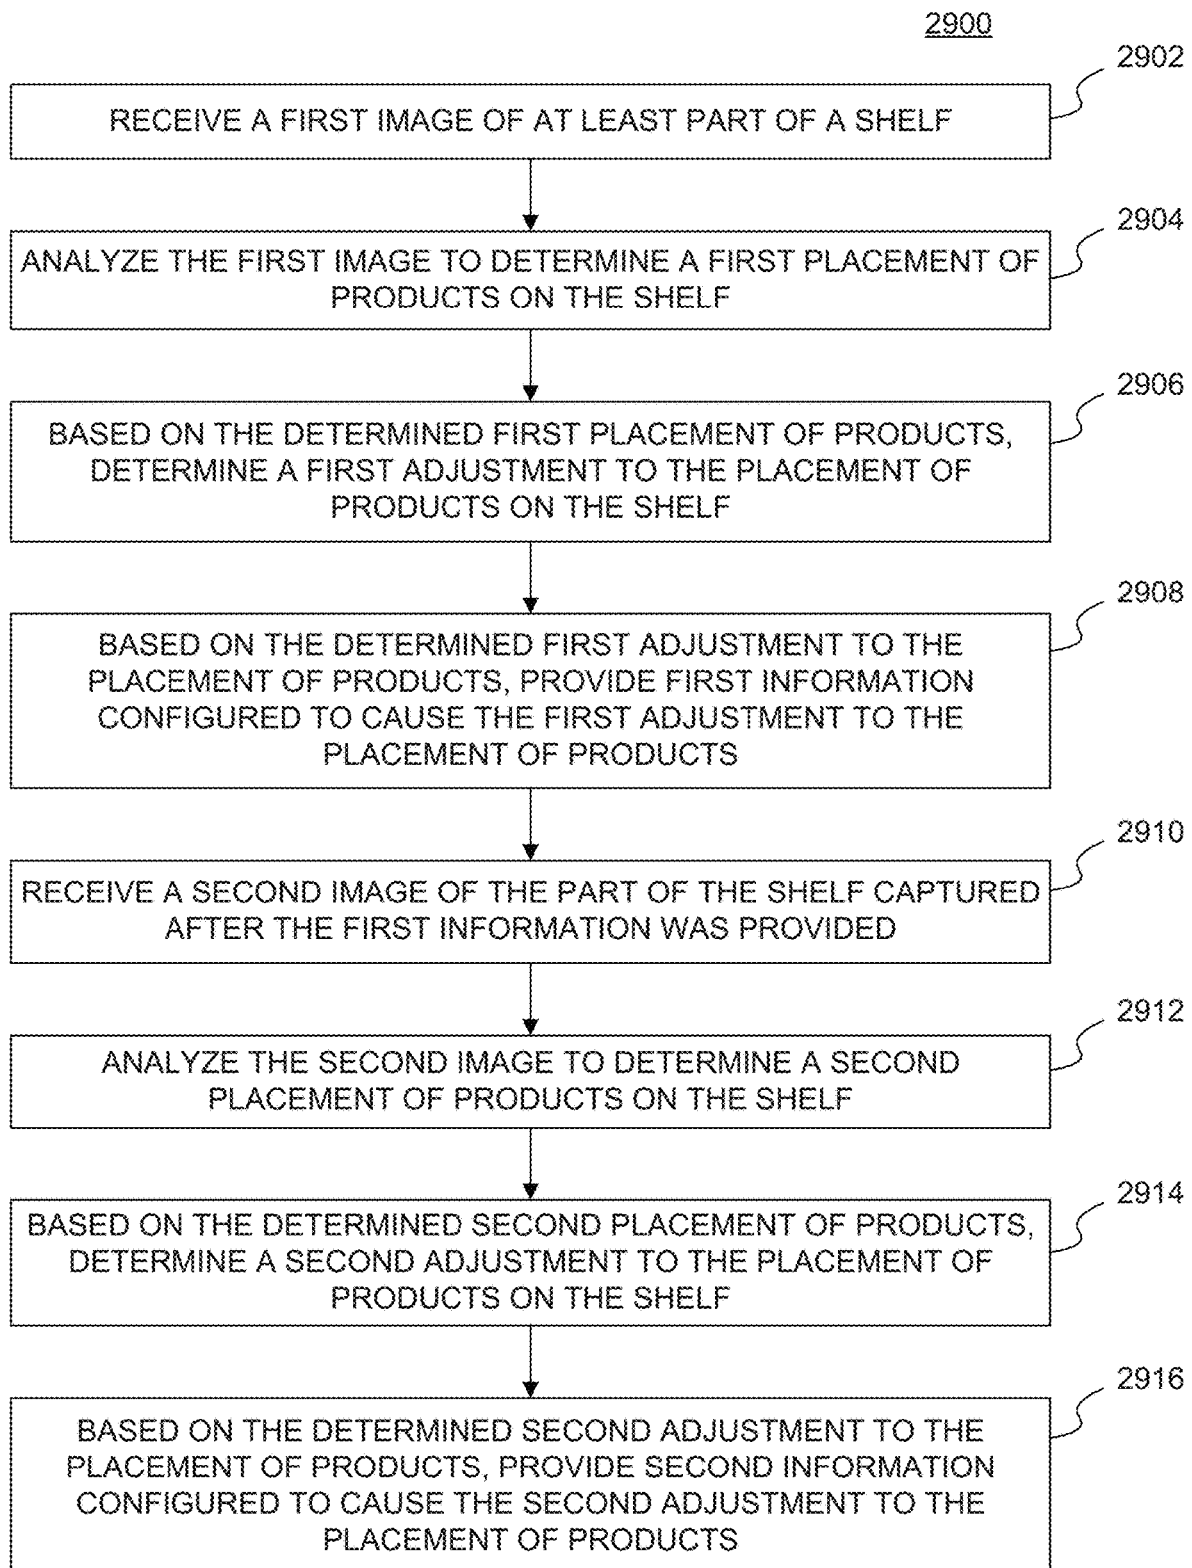 2900
2902
RECEIVE A FIRST IMAGE OF AT LEAST PART OF A SHELF
2904
ANALYZE THE FIRST IMAGE TO DETERMINE A FIRST PLACEMENT OF
PRODUCTS ON THE SHELF
2906
BASED ON THE DETERMINED FIRST PLACEMENT OF PRODUCTS,
DETERMINE A FIRST ADJUSTMENT TO THE PLACEMENT OF
PRODUCTS ON THE SHELF
2908
BASED ON THE DETERMINED FIRST ADJUSTMENT TO THE
PLACEMENT OF PRODUCTS, PROVIDE FIRST INFORMATION
CONFIGURED TO CAUSE THE FIRST ADJUSTMENT TO THE
PLACEMENT OF PRODUCTS
2910
RECEIVE A SECOND IMAGE OF THE PART OF THE SHELF CAPTURED
AFTER THE FIRST INFORMATION WAS PROVIDED
2912
ANALYZE THE SECOND IMAGE TO DETERMINE A SECOND
PLACEMENT OF PRODUCTS ON THE SHELF
2914
BASED ON THE DETERMINED SECOND PLACEMENT OF PRODUCTS,
DETERMINE A SECOND ADJUSTMENT TO THE PLACEMENT OF
PRODUCTS ON THE SHELF
2916
BASED ON THE DETERMINED SECOND ADJUSTMENT TO THE
PLACEMENT OF PRODUCTS, PROVIDE SECOND INFORMATION
CONFIGURED TO CAUSE THE SECOND ADJUSTMENT TO THE
PLACEMENT OF PRODUCTS